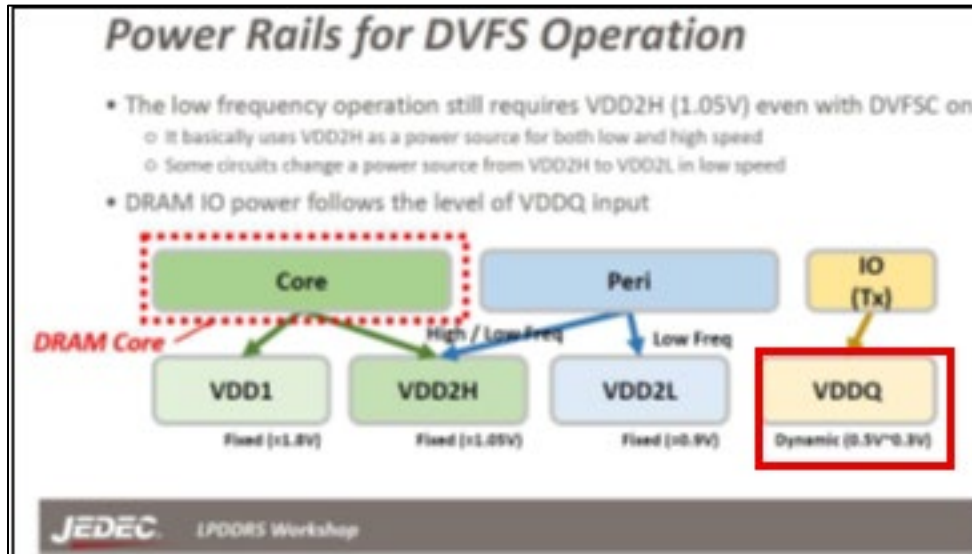 Power Rails for DVFS Operation
• The low frequency operation still requires VDD2H (1.05V) even with DVFSC on
○ It basically uses VDD2H as a power source for both low and high speed
○ Some circuits change a power source from VDD2H to VDD2L in low speed
• DRAM IO power follows the level of VDDQ input
Core
Peri
IO
(Tx)
DRAM Core
High / Low Freq
Low Freq
VDD1
VDD2H
VDD2L
VDDQ
Fixed (=1.8V)
Fixed (=1.05V)
Fixed (=0.9V)
Dynamic (0.5V~0.3V)
JEDEC. LPDDR5 Workshop